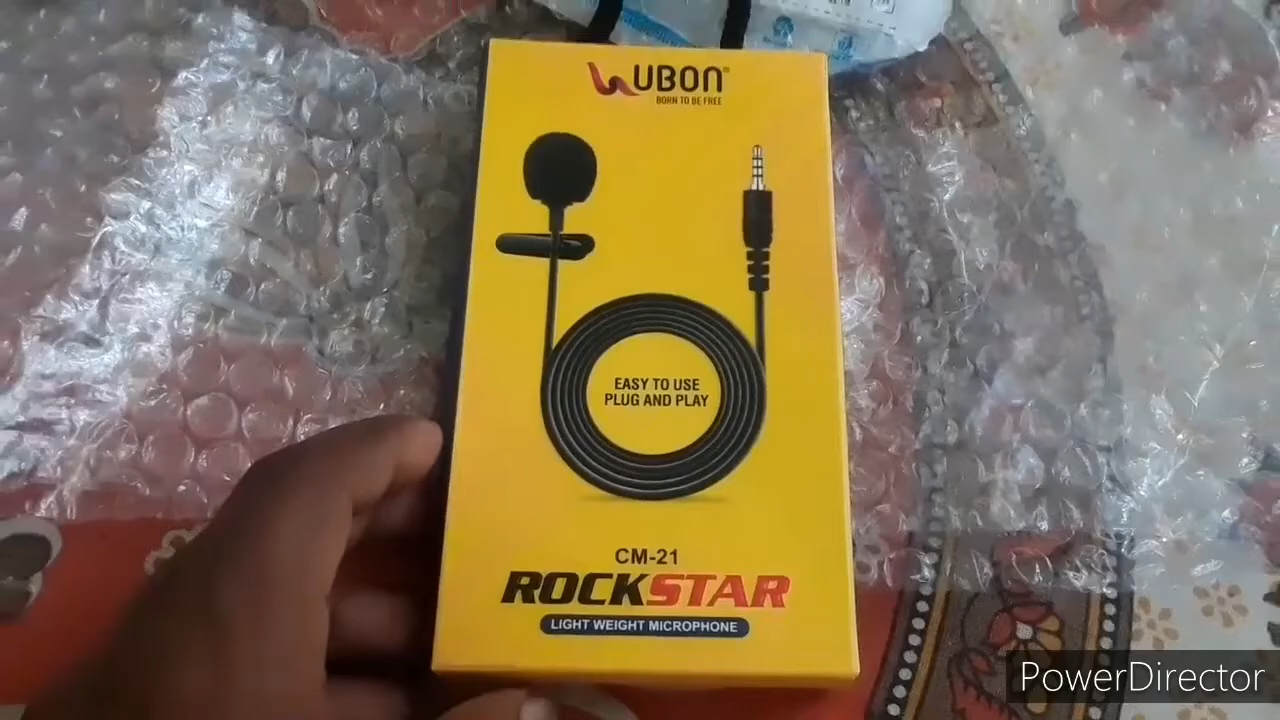 UBON
BORN TO BE FREE
EASY TO USE
PLUG AND PLAY
CM-21
ROCKSTAR
LIGHT WEIGHT MICROPHONE
PowerDirector